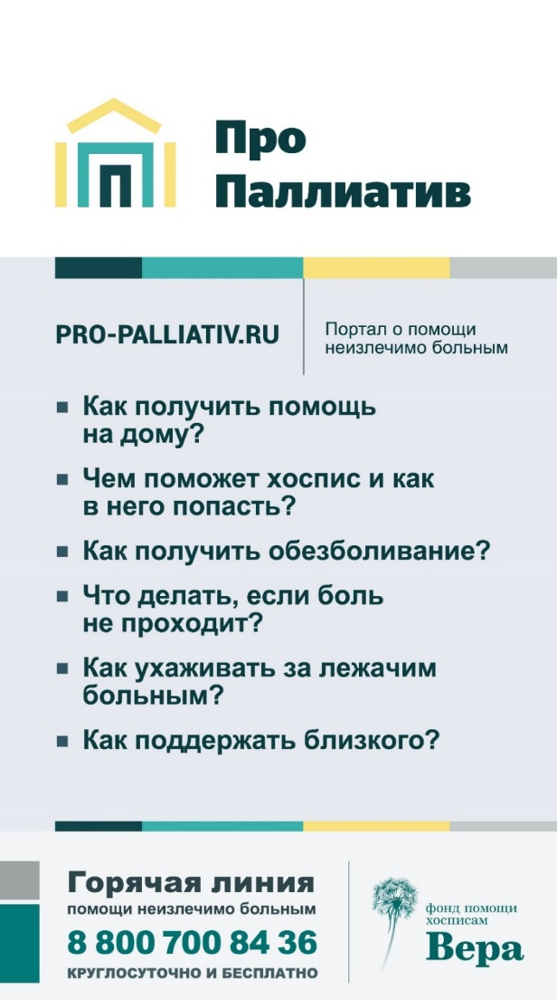 П
Про
Паллиатив
PRO-PALLIATIV.RU
Портал о помощи
неизлечимо больным
Как получить помощь
на дому?
Чем поможет хоспис и как
в него попасть?
Как получить обезболивание?
Что делать, если боль
не проходит?
Как ухаживать за лежачим
больным?
Как поддержать близкого?
Горячая линия
помощи неизлечимо больным
8 800 700 84 36
КРУГЛОСУТОЧНО И БЕСПЛАТНО
фонд помощи
хосписам
Вера